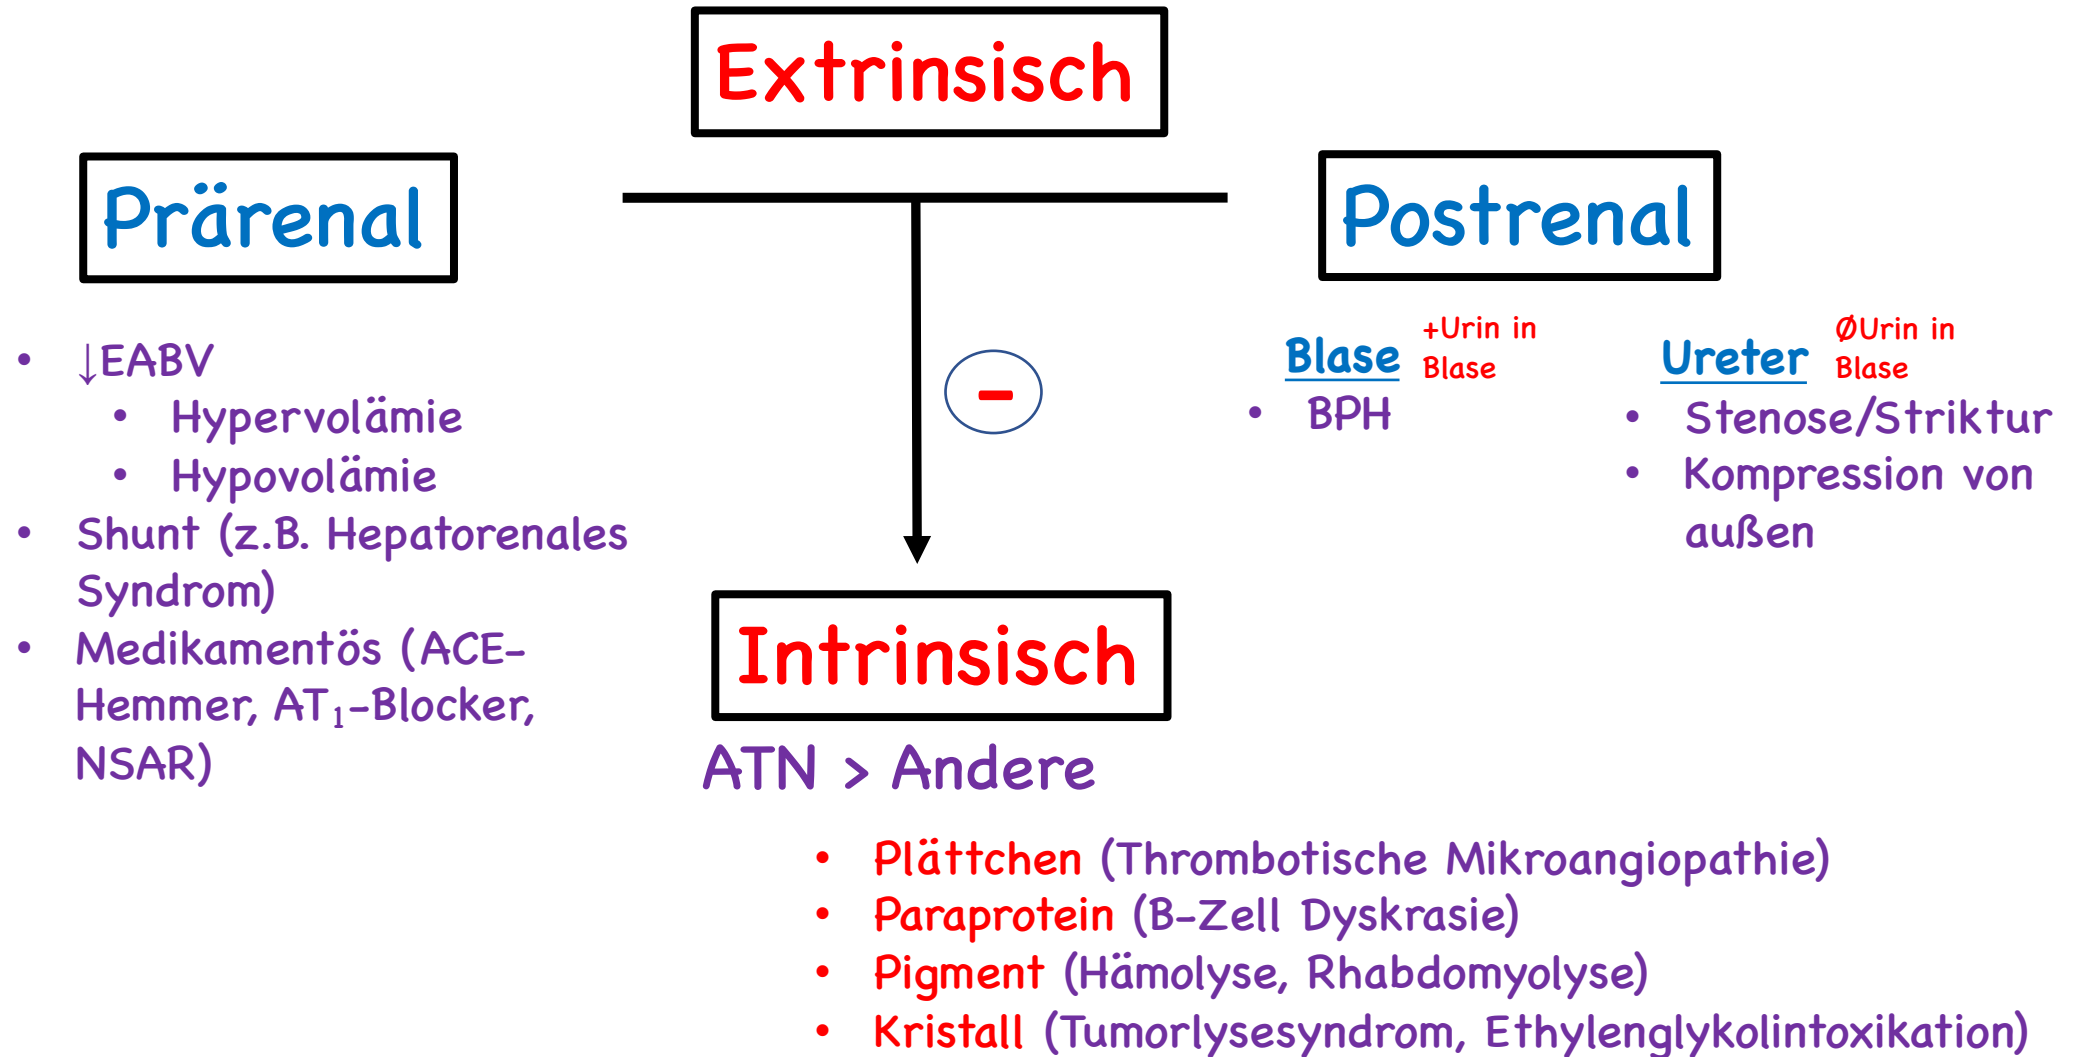 Extrinsisch
Prärenal
• ↓EABV
• Hypervolämie
• Hypovolämie
• Shunt (z.B. Hepatorenales
Syndrom)
• Medikamentös (ACE-
Hemmer, AT₁-Blocker,
NSAR)
Postrenal
Blase
+Urin in
Blase
• BPH
Ureter
ØUrin in
Blase
• Stenose/Striktur
• Kompression von
außen
–
Intrinsisch
ATN > Andere
• Plättchen (Thrombotische Mikroangiopathie)
• Paraprotein (B-Zell Dyskrasie)
• Pigment (Hämolyse, Rhabdomyolyse)
• Kristall (Tumorlysesyndrom, Ethylenglykolintoxikation)